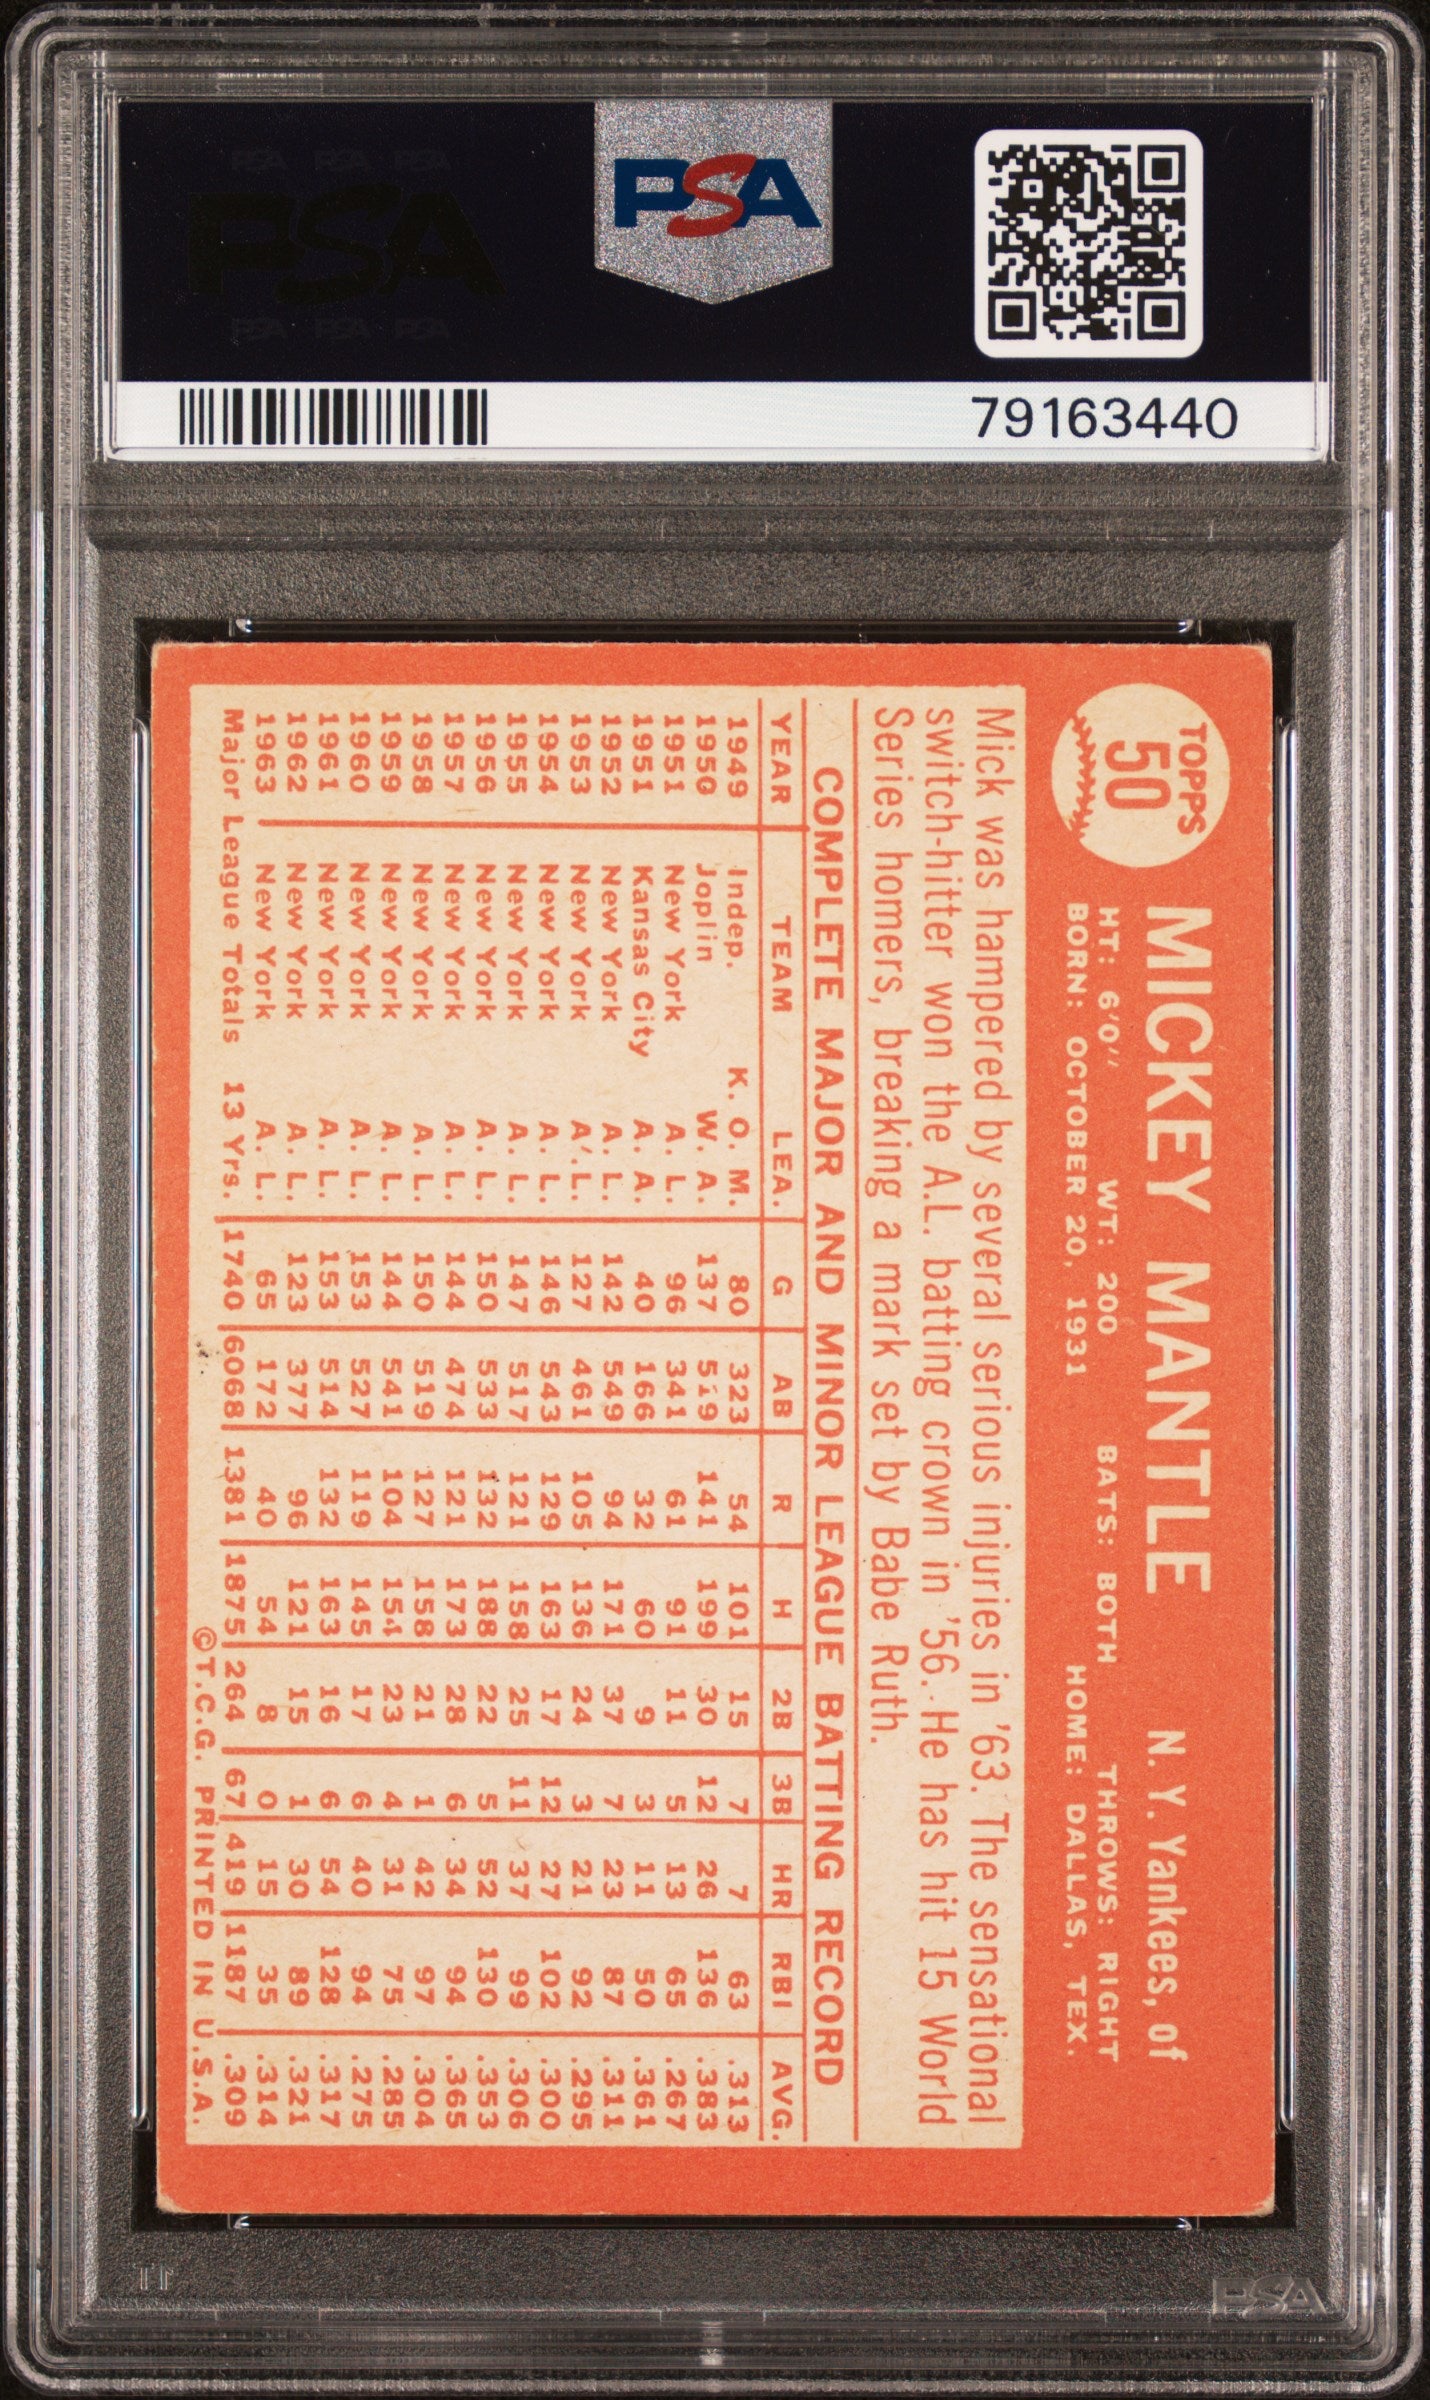 PSA PSA PSA
PSA
PSA PSA PSA
PSA
79163440
TOPPS
50
MICKEY MANTLE N. Y. Yankees, of
HT: 6'0" WT: 200 BATS: BOTH THROWS: RIGHT
BORN: OCTOBER 20, 1931 HOME: DALLAS, TEX.
Mick was hampered by several serious injuries in '63. The sensational
switch-hitter won the A.L. batting crown in '56. He has hit 15 World
Series homers, breaking a mark set by Babe Ruth.
COMPLETE MAJOR AND MINOR LEAGUE BATTING RECORD
YEAR TEAM LEA. G AB R H 2B 3B HR RBI AVG.
1949 Indep. K. O. M. 80 323 54 101 15 7 7 63 .313
1950 Joplin W. A. 137 519 141 199 30 12 26 136 .383
1951 New York A. L. 96 341 61 91 11 5 13 65 .267
1951 Kansas City A. A. 40 166 32 60 9 3 11 50 .361
1952 New York A. L. 142 549 94 171 37 7 23 87 .311
1953 New York A. L. 127 461 105 136 24 3 21 92 .295
1954 New York A. L. 146 543 129 163 17 12 27 102 .300
1955 New York A. L. 147 517 121 158 25 11 37 99 .306
1956 New York A. L. 150 533 132 188 22 5 52 130 .353
1957 New York A. L. 144 474 121 173 28 6 34 94 .365
1958 New York A. L. 150 519 127 158 21 1 42 97 .304
1959 New York A. L. 144 541 104 154 23 4 31 75 .285
1960 New York A. L. 153 527 119 145 17 6 40 94 .275
1961 New York A. L. 153 514 132 163 16 6 54 128 .317
1962 New York A. L. 123 377 96 121 15 1 30 89 .321
1963 New York A. L. 65 172 40 54 8 0 15 35 .314
Major League Totals 13 Yrs. 1740 6068 1381 1875 264 67 419 1187 .309
©T.C.G. PRINTED IN U.S.A.
PSA